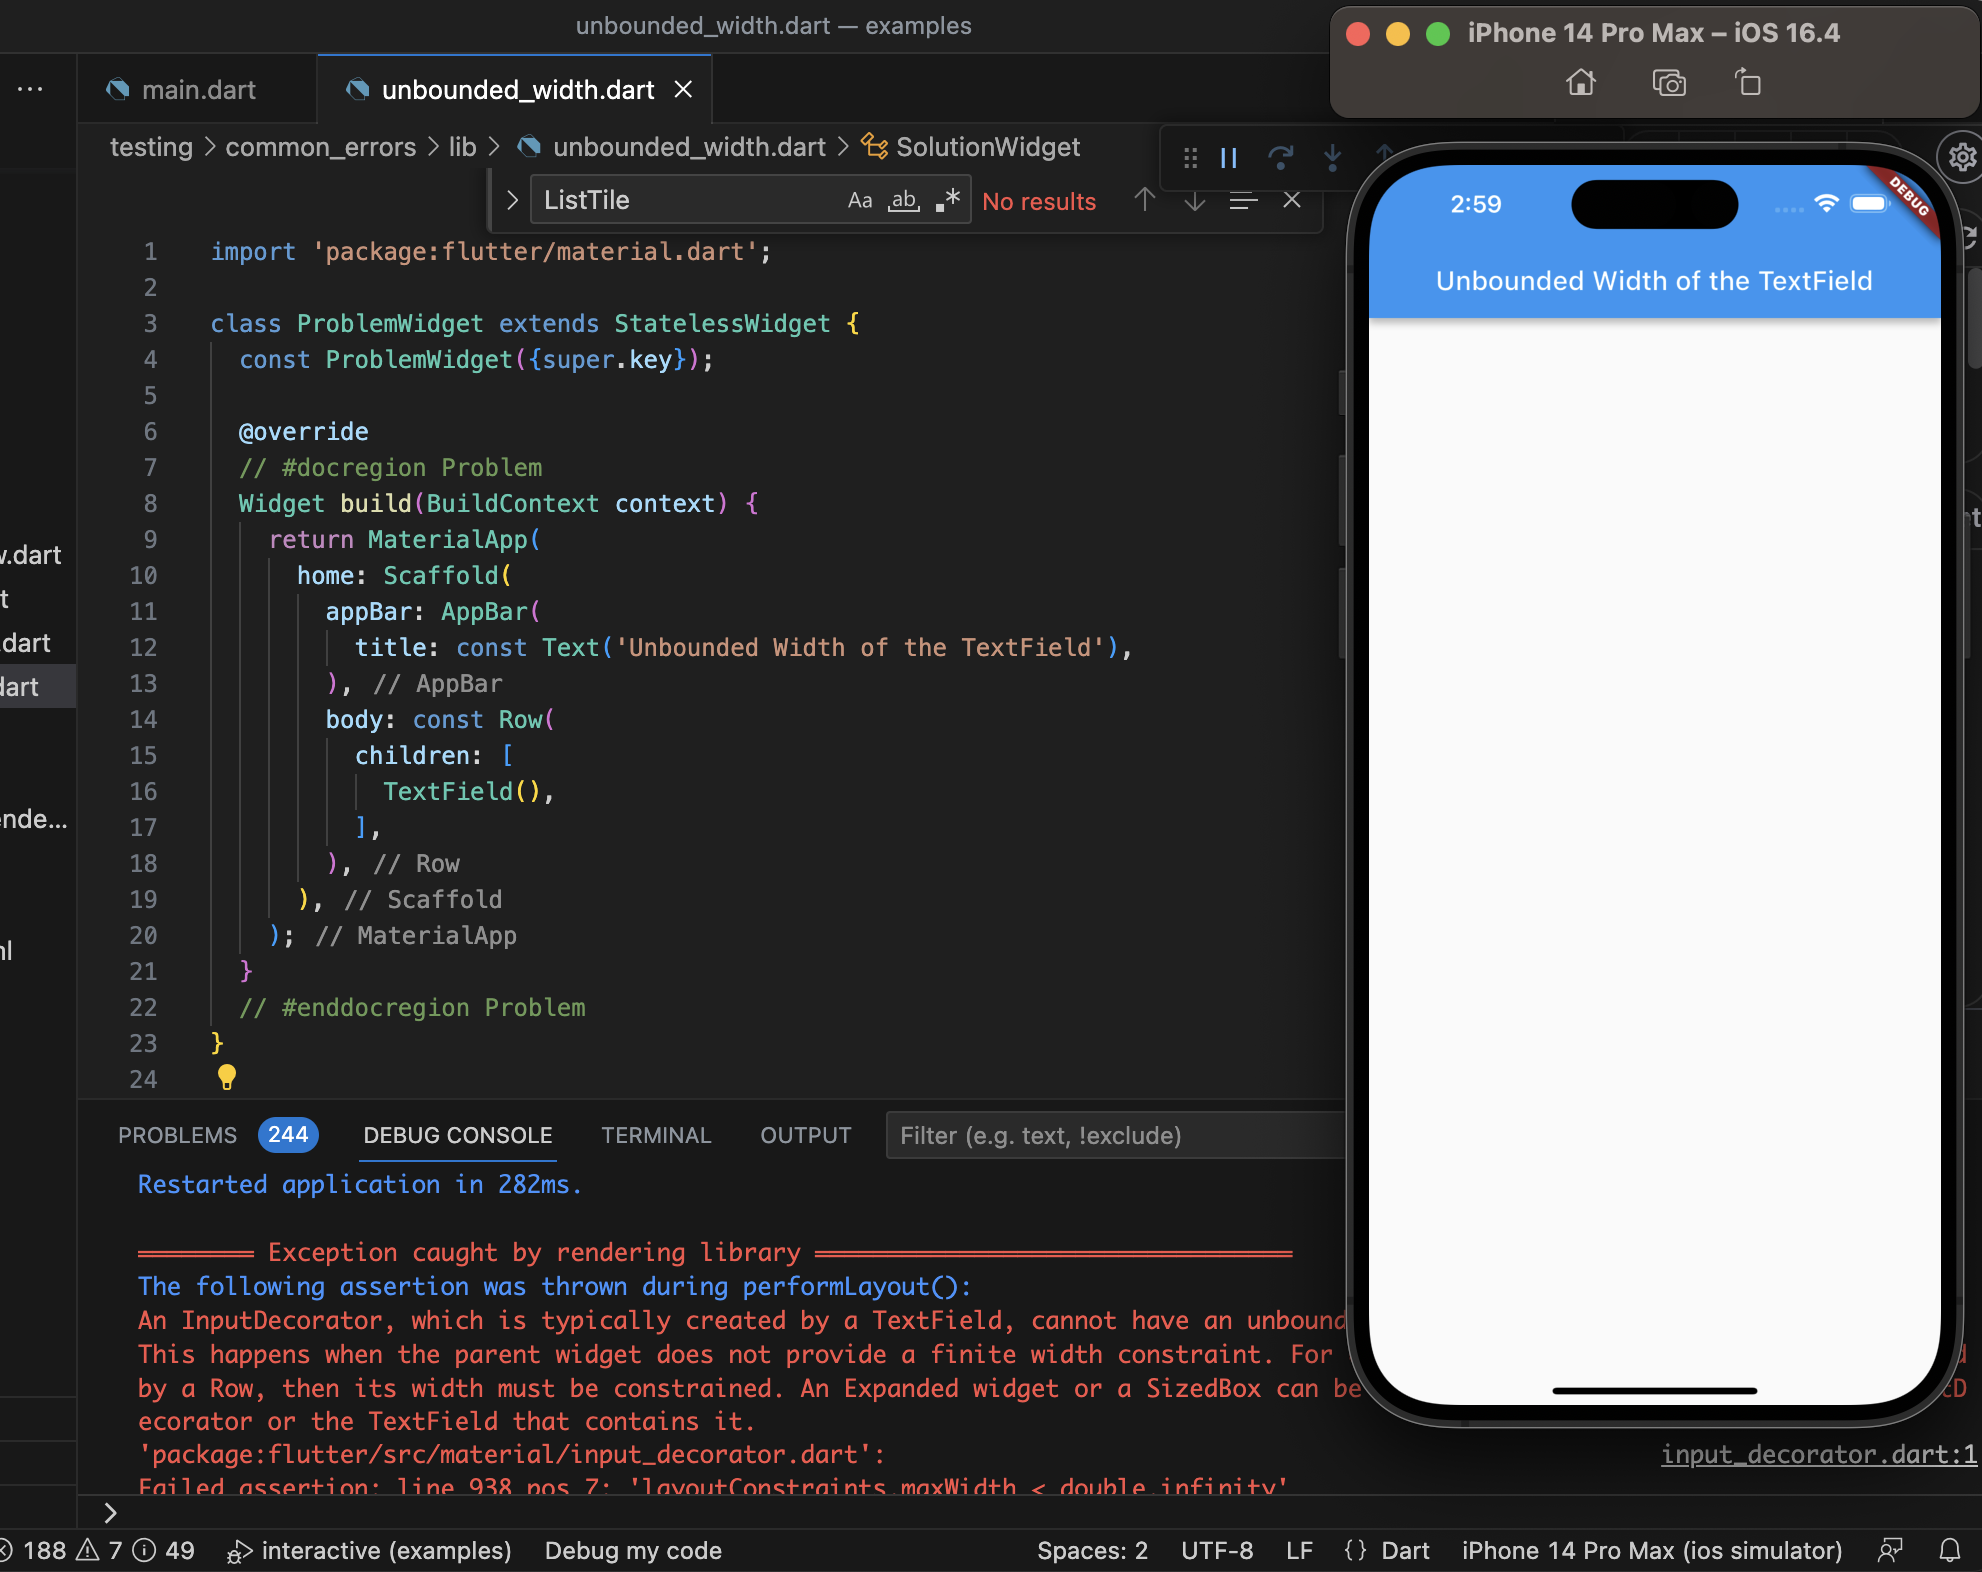 unbounded_width.dart — examples
iPhone 14 Pro Max – iOS 16.4
main.dart
unbounded_width.dart
testing > common_errors > lib > unbounded_width.dart > SolutionWidget
ListTile
Aa
ab
.*
No results
1 import 'package:flutter/material.dart';
2
3 class ProblemWidget extends StatelessWidget {
4 const ProblemWidget({super.key});
5
6 @override
7 // #docregion Problem
8 Widget build(BuildContext context) {
9 return MaterialApp(
10 home: Scaffold(
11 appBar: AppBar(
12 title: const Text('Unbounded Width of the TextField'),
13 ), // AppBar
14 body: const Row(
15 children: [
16 TextField(),
17 ],
18 ), // Row
19 ), // Scaffold
20 ); // MaterialApp
21 }
22 // #enddocregion Problem
23 }
24
.dart
2:59
DEBUG
Unbounded Width of the TextField
PROBLEMS 244 DEBUG CONSOLE TERMINAL OUTPUT Filter (e.g. text, !exclude)
Restarted application in 282ms.
════════ Exception caught by rendering library ═════════════════════════════════
The following assertion was thrown during performLayout():
An InputDecorator, which is typically created by a TextField, cannot have an unbound
This happens when the parent widget does not provide a finite width constraint. For
by a Row, then its width must be constrained. An Expanded widget or a SizedBox can be
ecorator or the TextField that contains it.
'package:flutter/src/material/input_decorator.dart':
input_decorator.dart:1
Failed assertion: line 938 pos 7: 'layoutConstraints.maxWidth < double.infinity'
>
188 7 49 interactive (examples) Debug my code Spaces: 2 UTF-8 LF {} Dart iPhone 14 Pro Max (ios simulator)